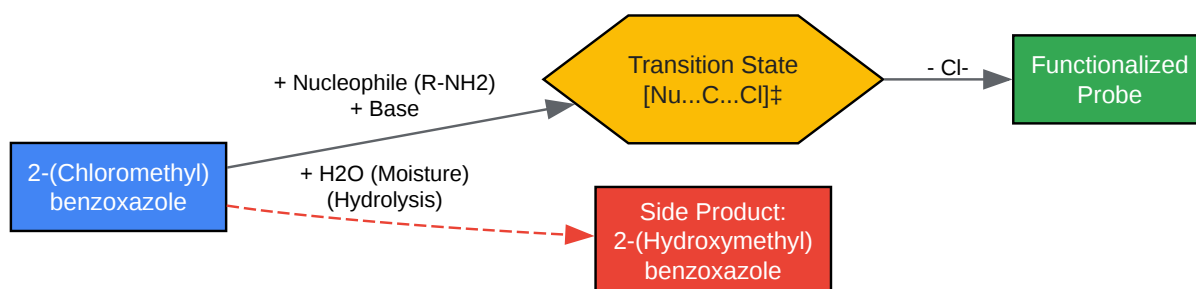 2-(Chloromethyl)
benzoxazole
+ Nucleophile (R-NH2)
+ Base
+ H2O (Moisture)
(Hydrolysis)
Transition State
[Nu...C...Cl]‡
- Cl-
Functionalized
Probe
Side Product:
2-(Hydroxymethyl)
benzoxazole